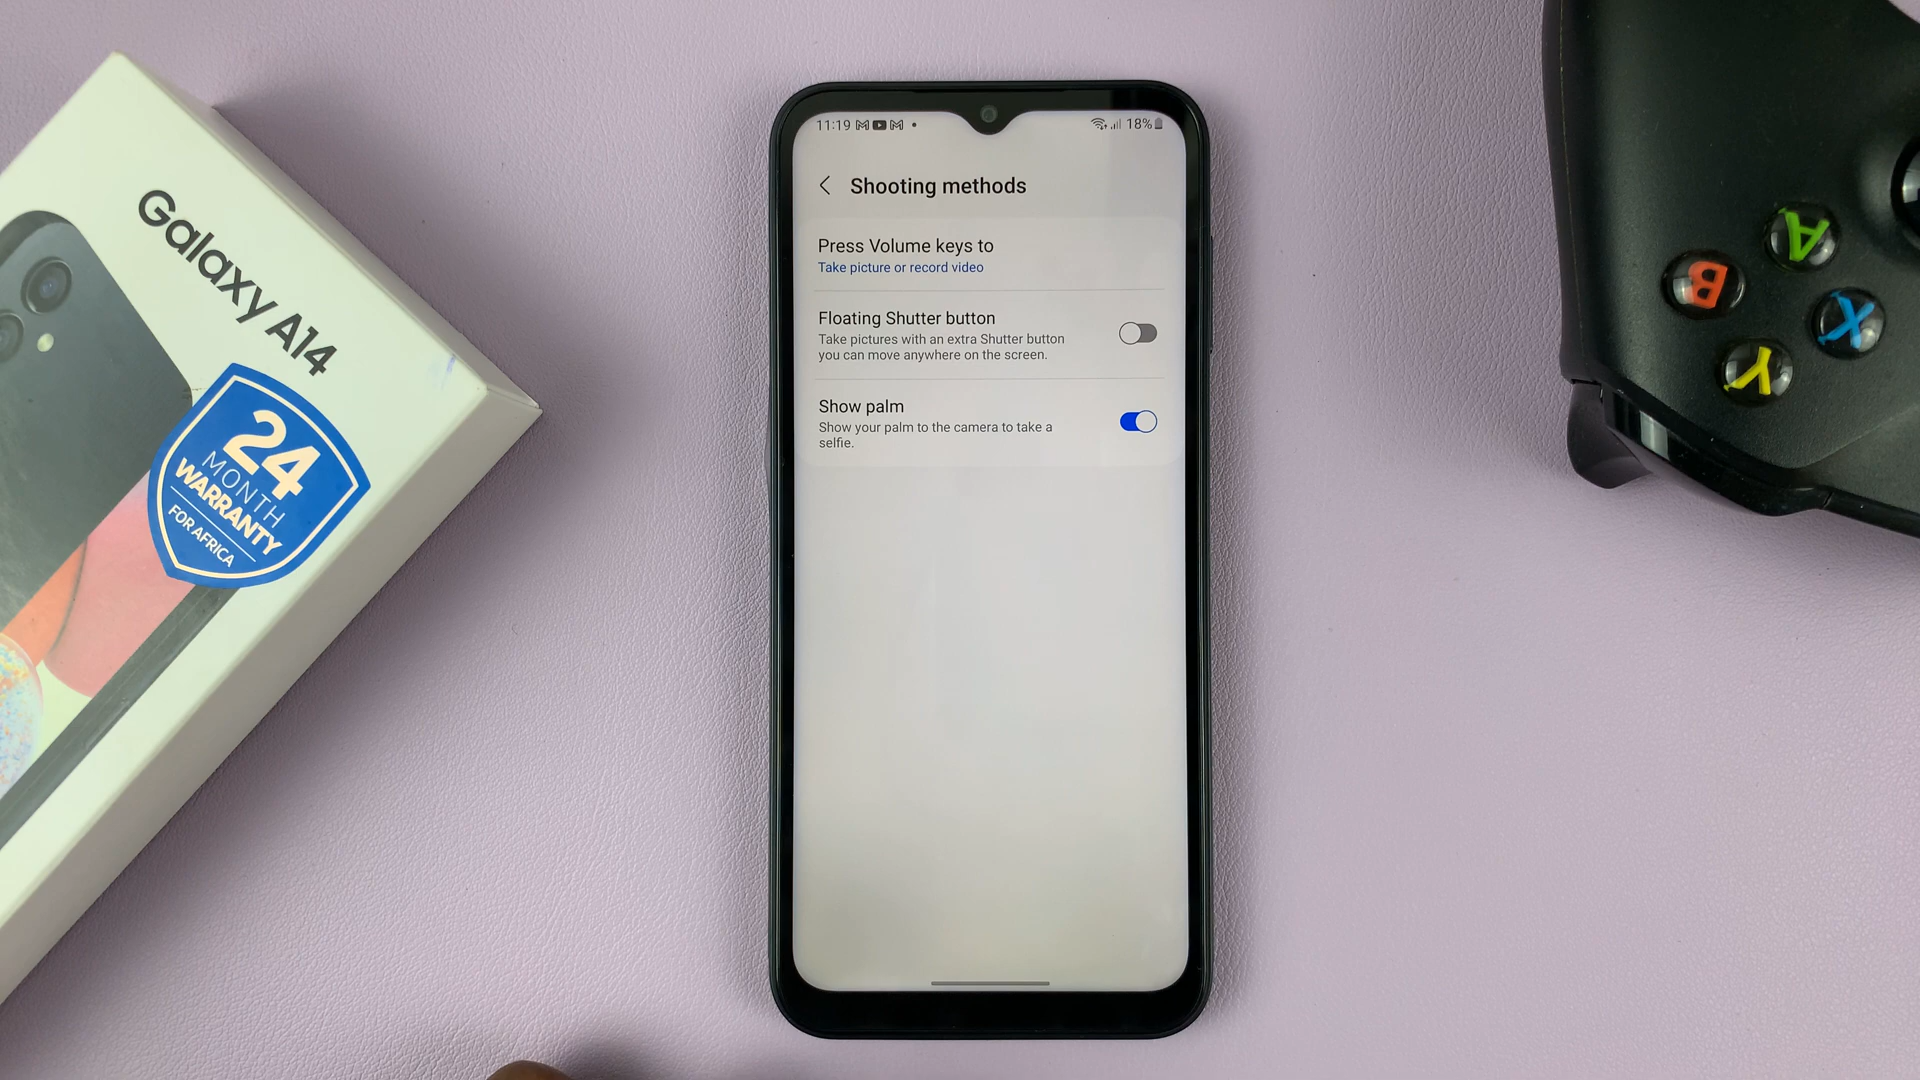 Galaxy A14
24
MONTH
WARRANTY
FOR AFRICA
11:19
18%
Shooting methods
Press Volume keys to
Take picture or record video
Floating Shutter button
Take pictures with an extra Shutter button
you can move anywhere on the screen.
Show palm
Show your palm to the camera to take a
selfie.
A
B
X
Y